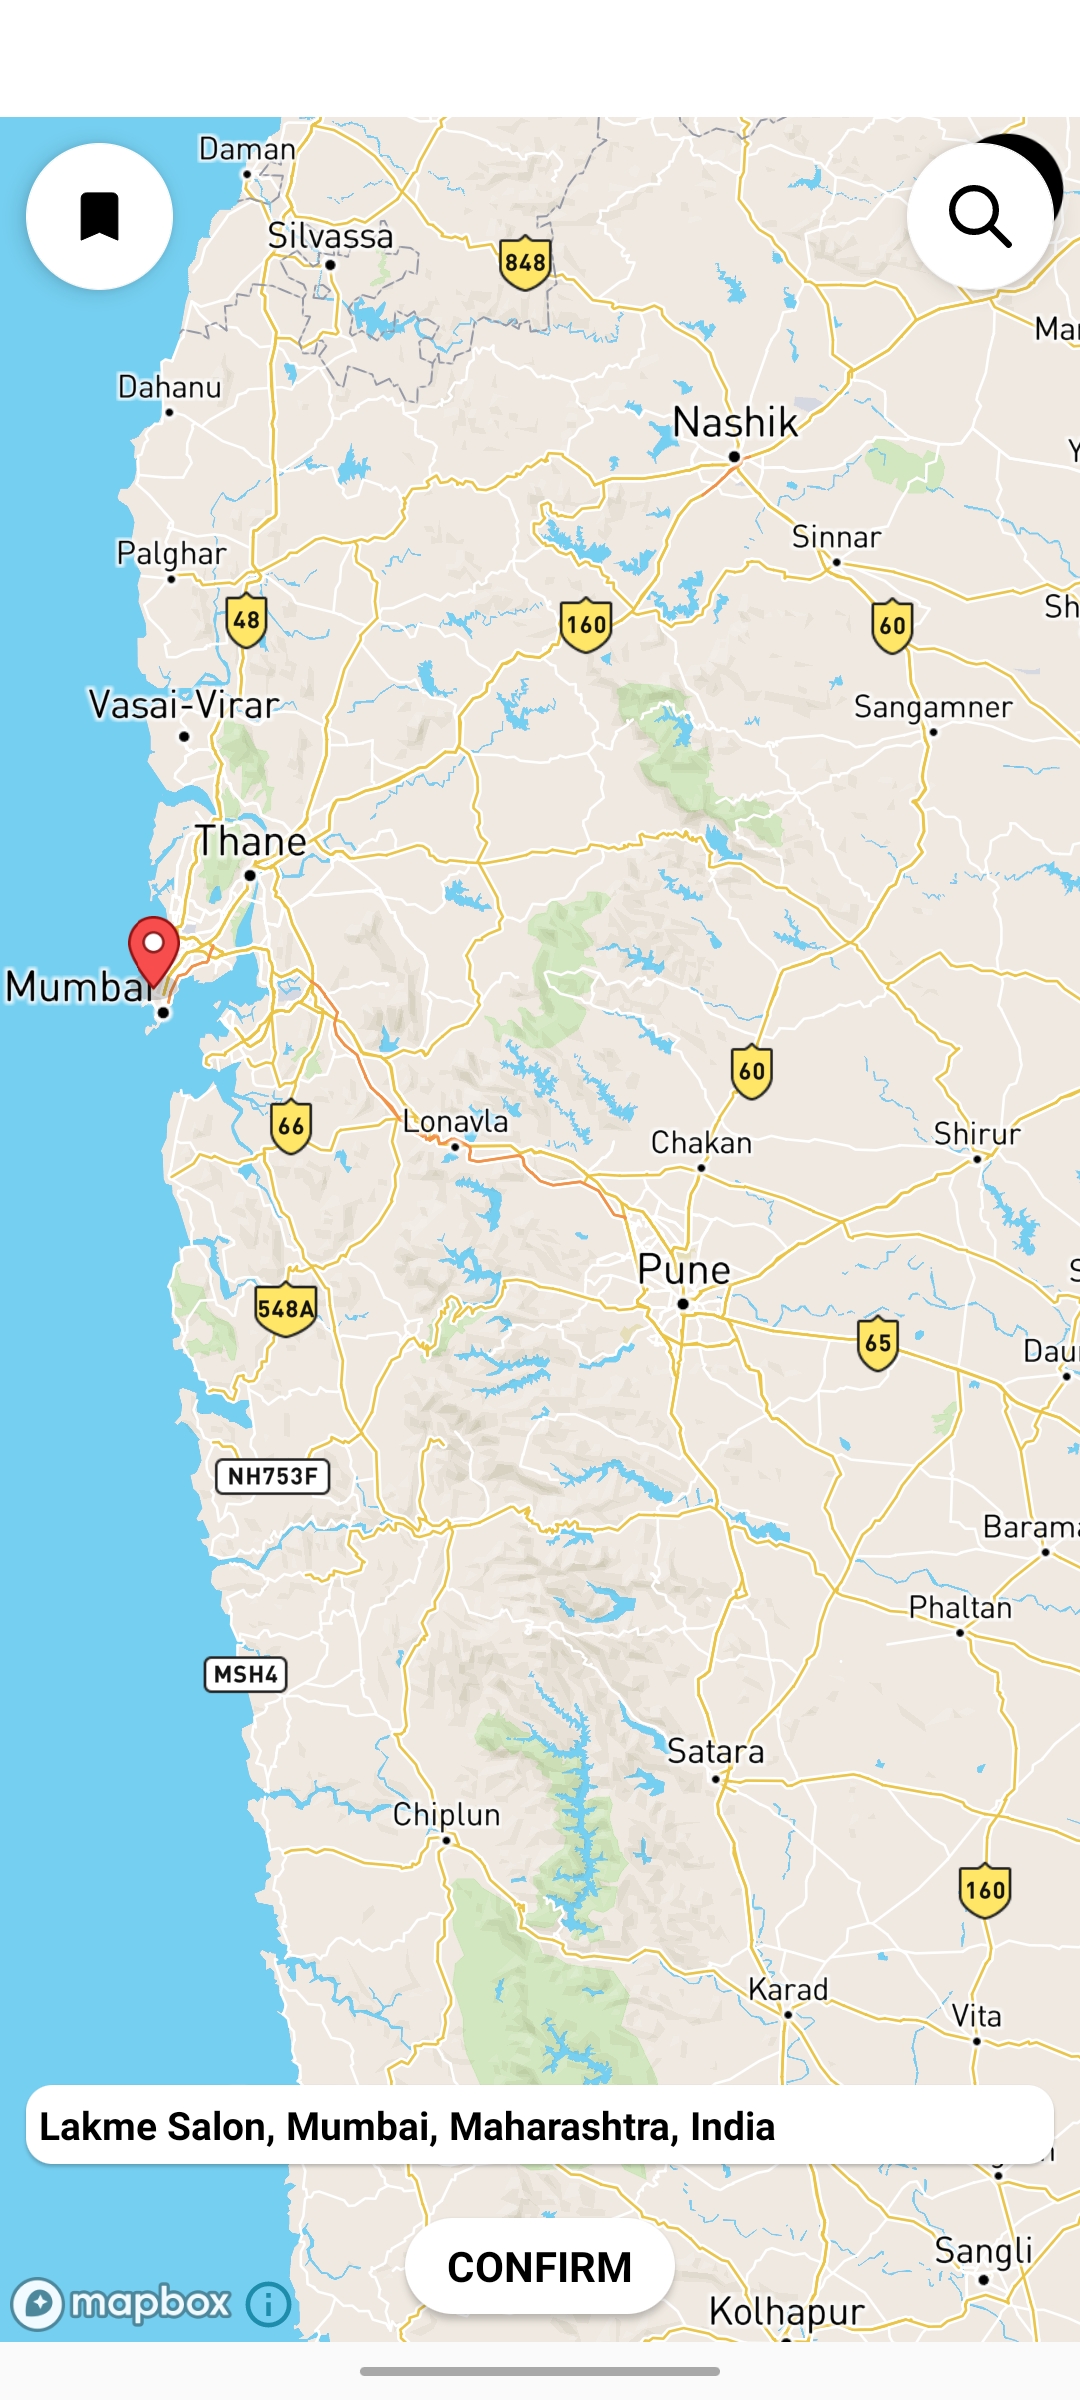 Daman
Silvassa
848
Mar
Dahanu
Nashik
Y
Palghar
Sinnar
48
160
60
Sh
Vasai-Virar
Sangamner
Thane
Mumbai
60
66
Lonavla
Chakan
Shirur
Pune
S
548A
65
Dau
NH753F
Barama
Phaltan
MSH4
Satara
Chiplun
160
Karad
Vita
Lakme Salon, Mumbai, Maharashtra, India
CONFIRM
Sangli
mapbox
Kolhapur